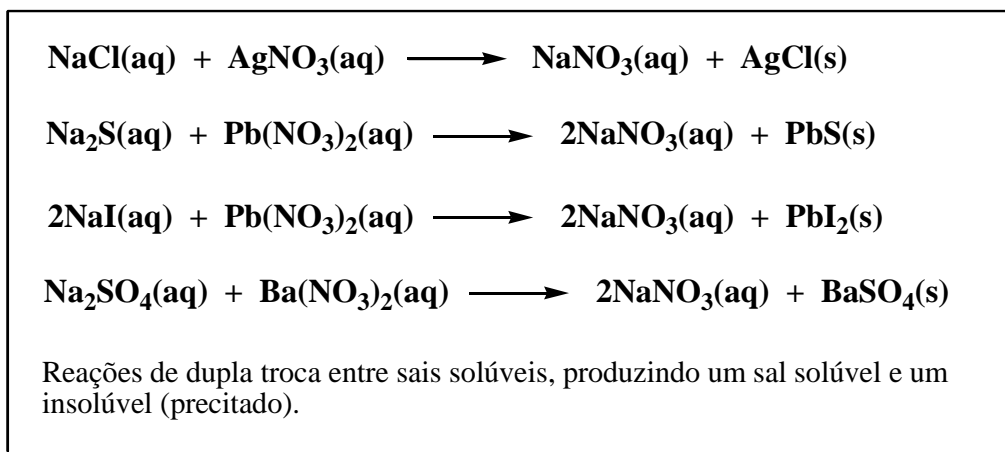 NaCl(aq) + AgNO₃(aq) ⟶ NaNO₃(aq) + AgCl(s)
Na₂S(aq) + Pb(NO₃)₂(aq) ⟶ 2NaNO₃(aq) + PbS(s)
2NaI(aq) + Pb(NO₃)₂(aq) ⟶ 2NaNO₃(aq) + PbI₂(s)
Na₂SO₄(aq) + Ba(NO₃)₂(aq) ⟶ 2NaNO₃(aq) + BaSO₄(s)
Reações de dupla troca entre sais solúveis, produzindo um sal solúvel e um
insolúvel (precitado).